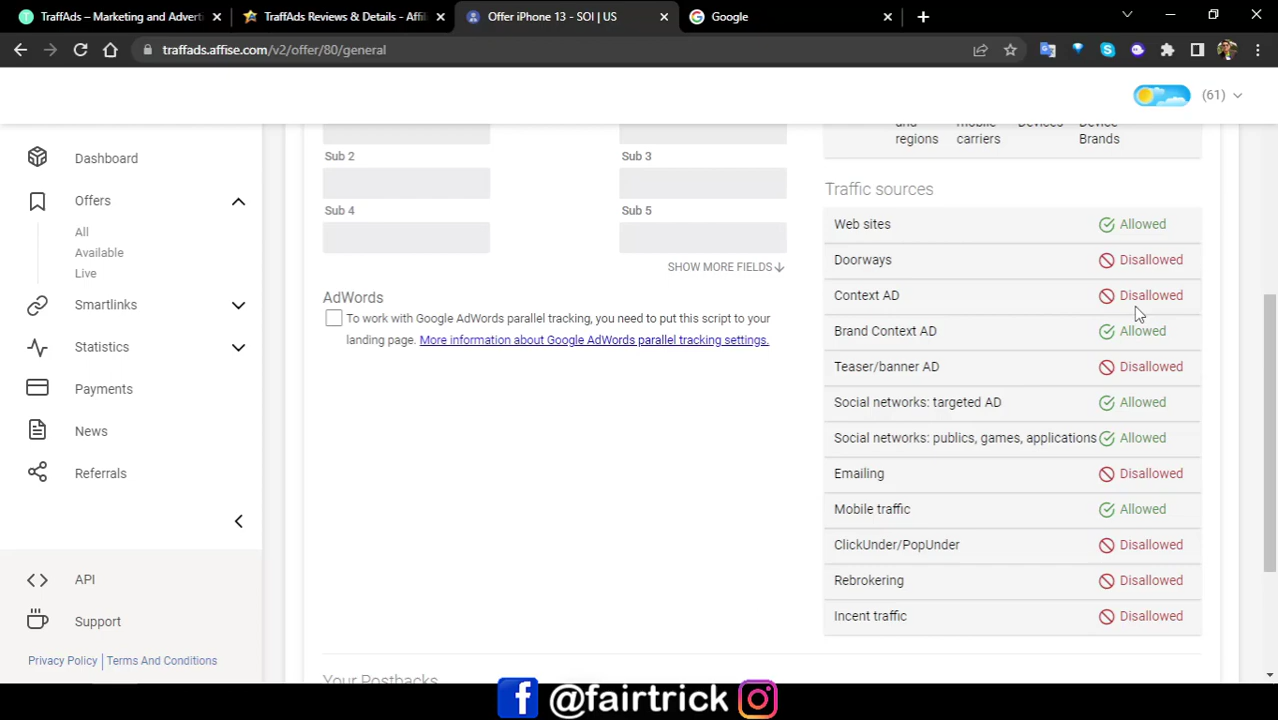 TraffAds – Marketing and Advert
TraffAds Reviews & Details - Affil
Offer iPhone 13 - SOI | US
Google
traffads.affise.com/v2/offer/80/general
(61)
Dashboard
Offers
All
Available
Live
Smartlinks
Statistics
Payments
News
Referrals
API
Support
Privacy Policy | Terms And Conditions
Sub 2
Sub 3
Sub 4
Sub 5
SHOW MORE FIELDS
AdWords
To work with Google AdWords parallel tracking, you need to put this script to your
landing page. More information about Google AdWords parallel tracking settings.
Your Postbacks
and mobile Devices Device
regions carriers Brands
Traffic sources
Web sites Allowed
Doorways Disallowed
Context AD Disallowed
Brand Context AD Allowed
Teaser/banner AD Disallowed
Social networks: targeted AD Allowed
Social networks: publics, games, applications Allowed
Emailing Disallowed
Mobile traffic Allowed
ClickUnder/PopUnder Disallowed
Rebrokering Disallowed
Incent traffic Disallowed
@fairtrick